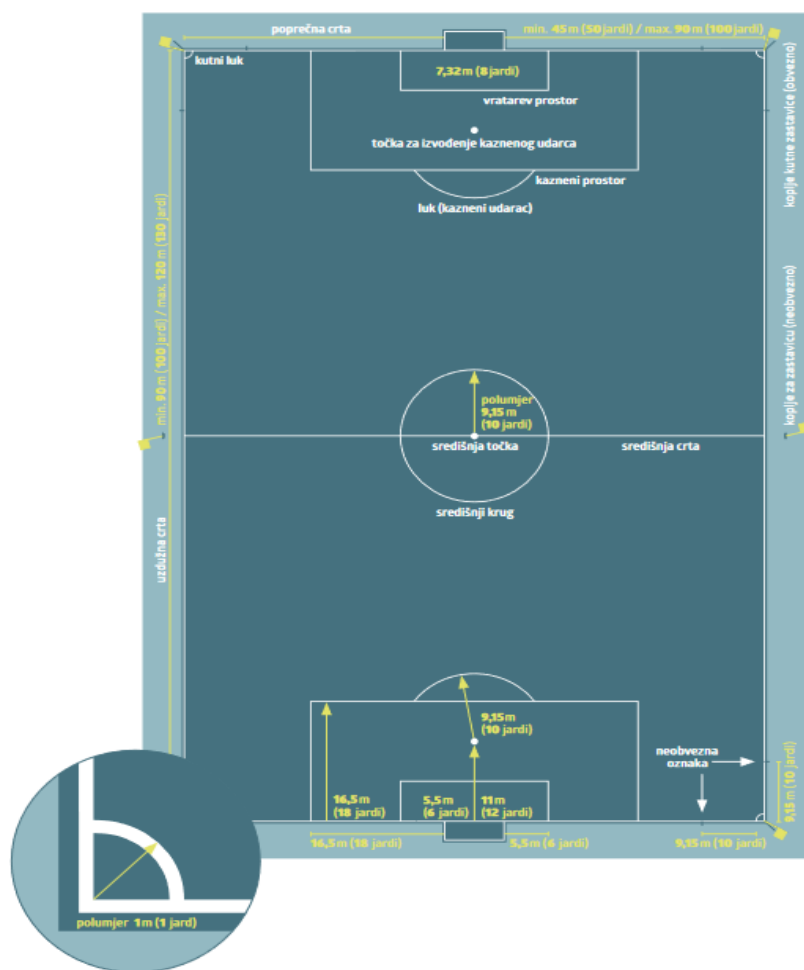 poprečna crta
min. 45 m (50 jardi) / max. 90 m (100 jardi)
kutni luk
7,32 m (8 jardi)
vratarev prostor
točka za izvođenje kaznenog udarca
kazneni prostor
luk (kazneni udarac)
koplje kutne zastavice (obvezno)
min. 90 m (100 jardi) / max. 120 m (130 jardi)
koplje za zastavicu (neobvezno)
polumjer
9,15 m
(10 jardi)
središnja točka
središnja crta
središnji krug
uzdužna crta
9,15 m
(10 jardi)
neobvezna
oznaka
16,5 m
(18 jardi)
5,5 m
(6 jardi)
11 m
(12 jardi)
9,15 m (10 jardi)
16,5 m (18 jardi)
5,5 m (6 jardi)
9,15 m (10 jardi)
polumjer 1 m (1 jard)